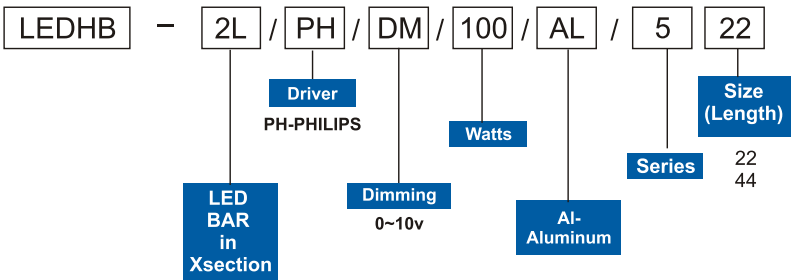 LEDHB - 2L / PH / DM / 100 / AL / 5 22
Driver
PH-PHILIPS
Size
(Length)
22
44
Watts
Series
LED
BAR
in
Xsection
Dimming
0~10v
Al-
Aluminum